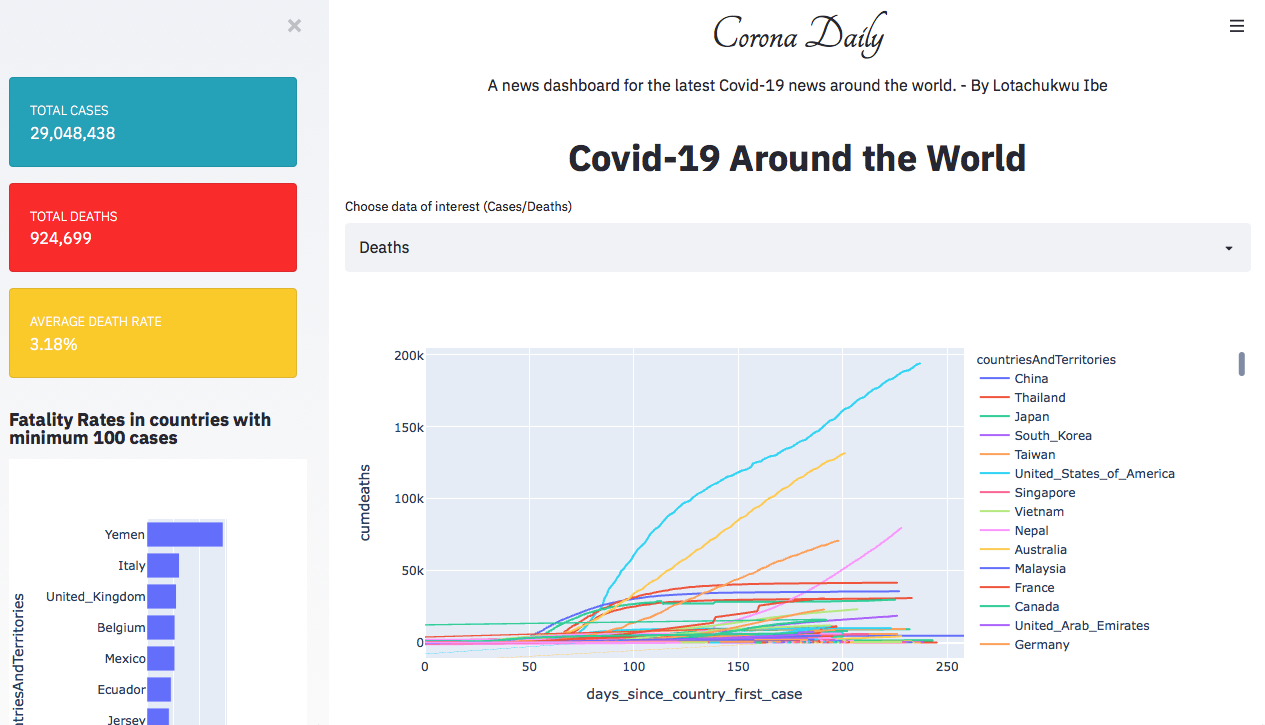 ×
TOTAL CASES
29,048,438
TOTAL DEATHS
924,699
AVERAGE DEATH RATE
3.18%
Fatality Rates in countries with
minimum 100 cases
Yemen
Italy
United_Kingdom
Belgium
Mexico
Ecuador
Jersey
ntriesAndTerritories
Corona Daily
A news dashboard for the latest Covid-19 news around the world. - By Lotachukwu Ibe
Covid-19 Around the World
Choose data of interest (Cases/Deaths)
Deaths
200k
150k
100k
50k
0
cumdeaths
0 50 100 150 200 250
days_since_country_first_case
countriesAndTerritories
China
Thailand
Japan
South_Korea
Taiwan
United_States_of_America
Singapore
Vietnam
Nepal
Australia
Malaysia
France
Canada
United_Arab_Emirates
Germany